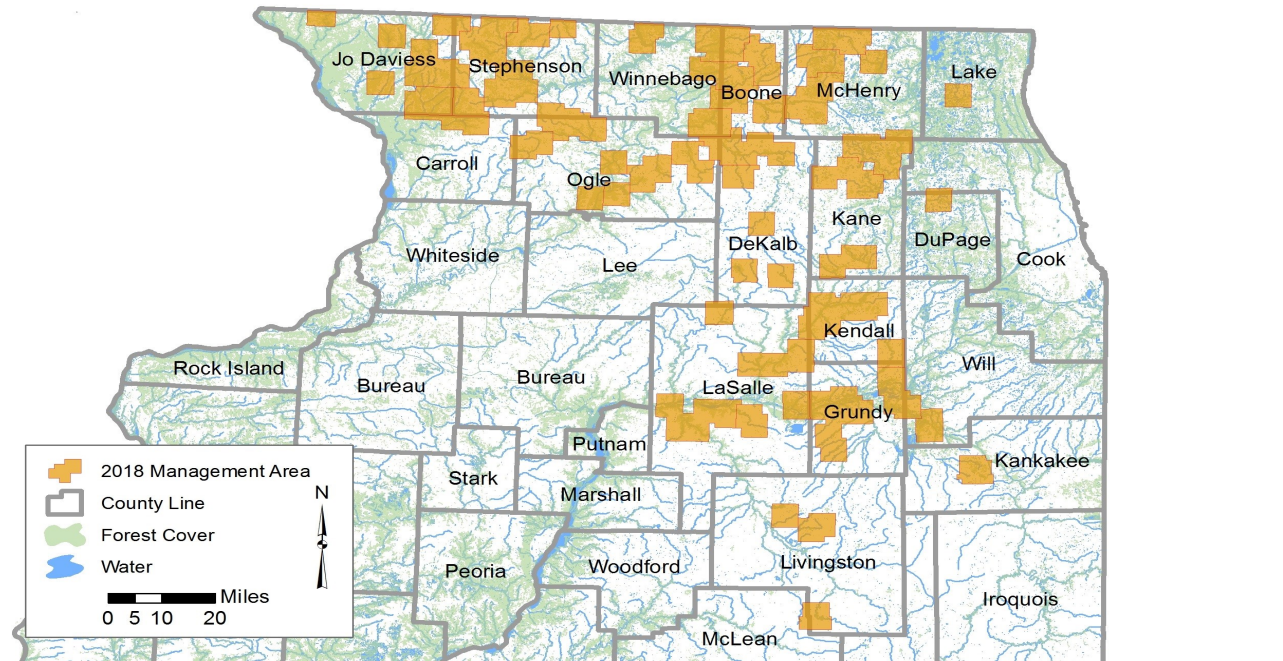 Jo Daviess
Stephenson
Winnebago
Boone
McHenry
Lake
Carroll
Ogle
Kane
DeKalb
DuPage
Cook
Whiteside
Lee
Kendall
Will
Rock Island
Bureau
Bureau
LaSalle
Grundy
Putnam
Kankakee
Stark
Marshall
Peoria
Woodford
Livingston
Iroquois
McLean
2018 Management Area
County Line
Forest Cover
Water
N
Miles
0 5 10 20